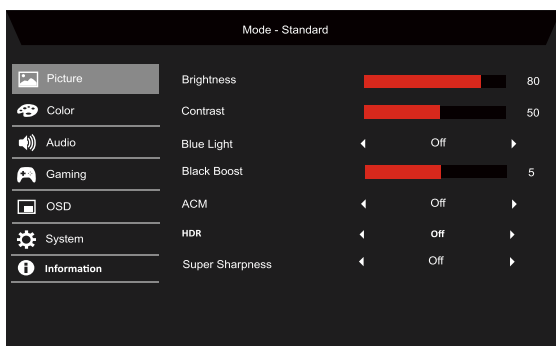 Mode - Standard
Picture
Brightness 80
Color
Contrast 50
Audio
Blue Light Off
Gaming
Black Boost 5
OSD
ACM Off
System
HDR Off
Information
Super Sharpness Off